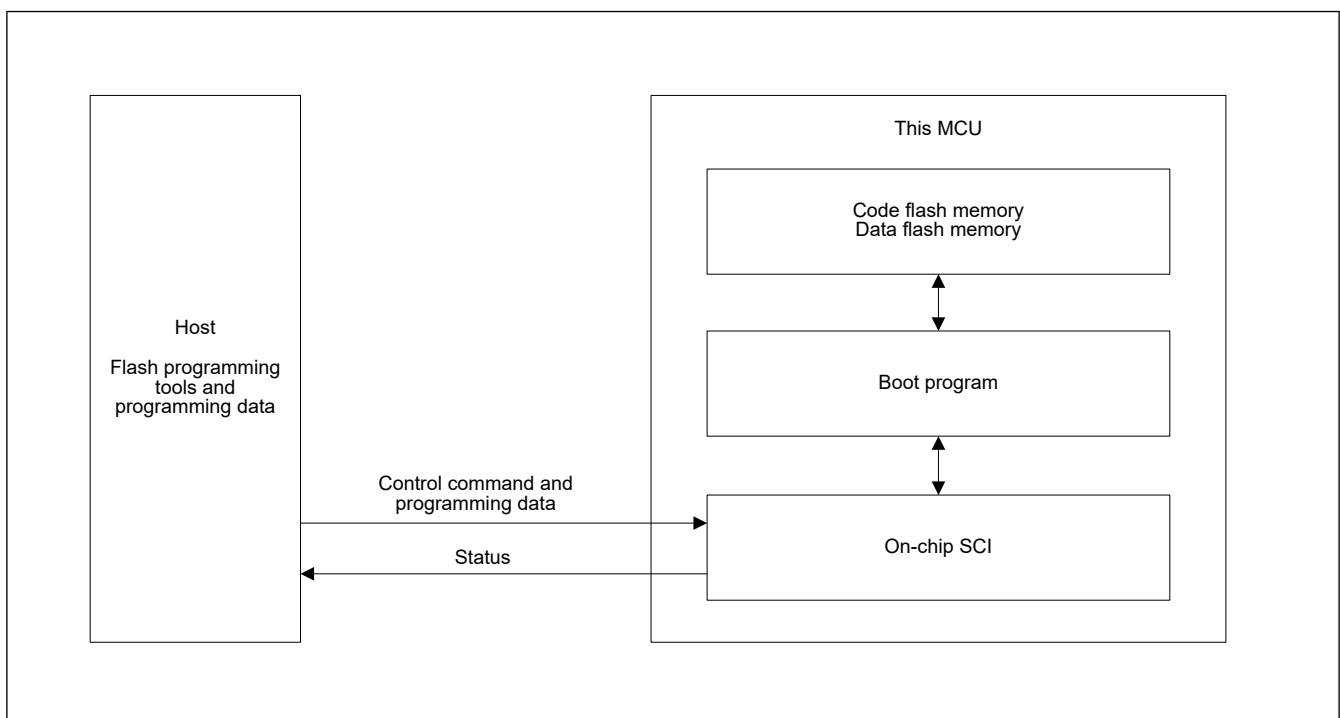 Host
Flash programming
tools and
programming data
Control command and
programming data
Status
This MCU
Code flash memory
Data flash memory
Boot program
On-chip SCI